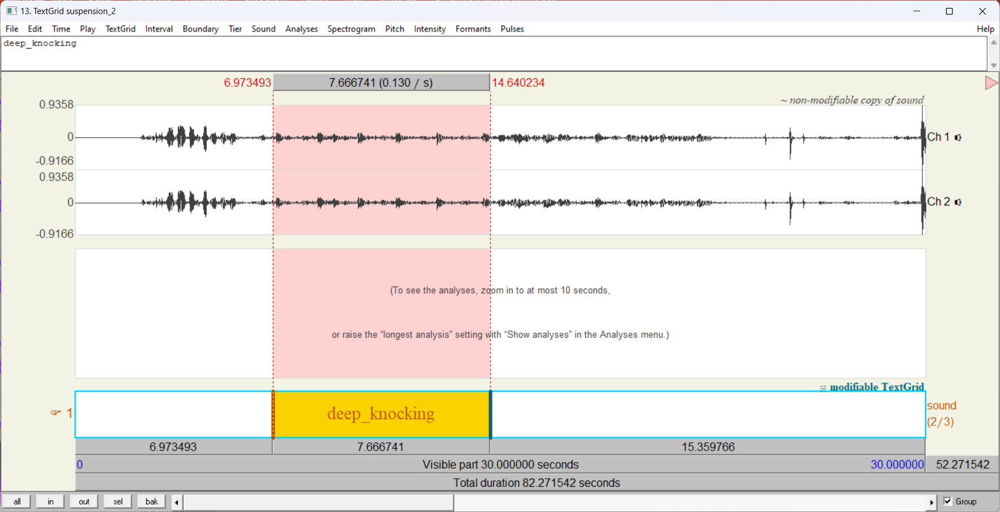 13. TextGrid suspension_2
File Edit Time Play TextGrid Interval Boundary Tier Sound Analyses Spectrogram Pitch Intensity Formants Pulses Help
deep_knocking
6.973493 7.666741 (0.130 / s) 14.640234
~ non-modifiable copy of sound
0.9358
0 Ch 1
-0.9166
0.9358
0 Ch 2
-0.9166
(To see the analyses, zoom in to at most 10 seconds,
or raise the “longest analysis” setting with “Show analyses” in the Analyses menu.)
modifiable TextGrid
1 deep_knocking sound
(2/3)
6.973493 7.666741 15.359766
0 Visible part 30.000000 seconds 30.000000 52.271542
Total duration 82.271542 seconds
all in out sel bak Group